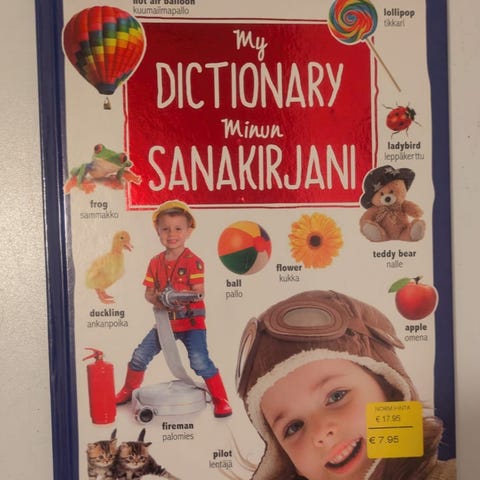 hot air balloon
kuumailmapallo
lollipop
tikkari
My
DICTIONARY
Minun
SANAKIRJANI
ladybird
leppäkerttu
frog
sammakko
teddy bear
nalle
flower
kukka
ball
pallo
duckling
ankanpoika
apple
omena
fireman
palomies
pilot
lentäjä
NORM.HINTA
€ 17.95
€ 7.95